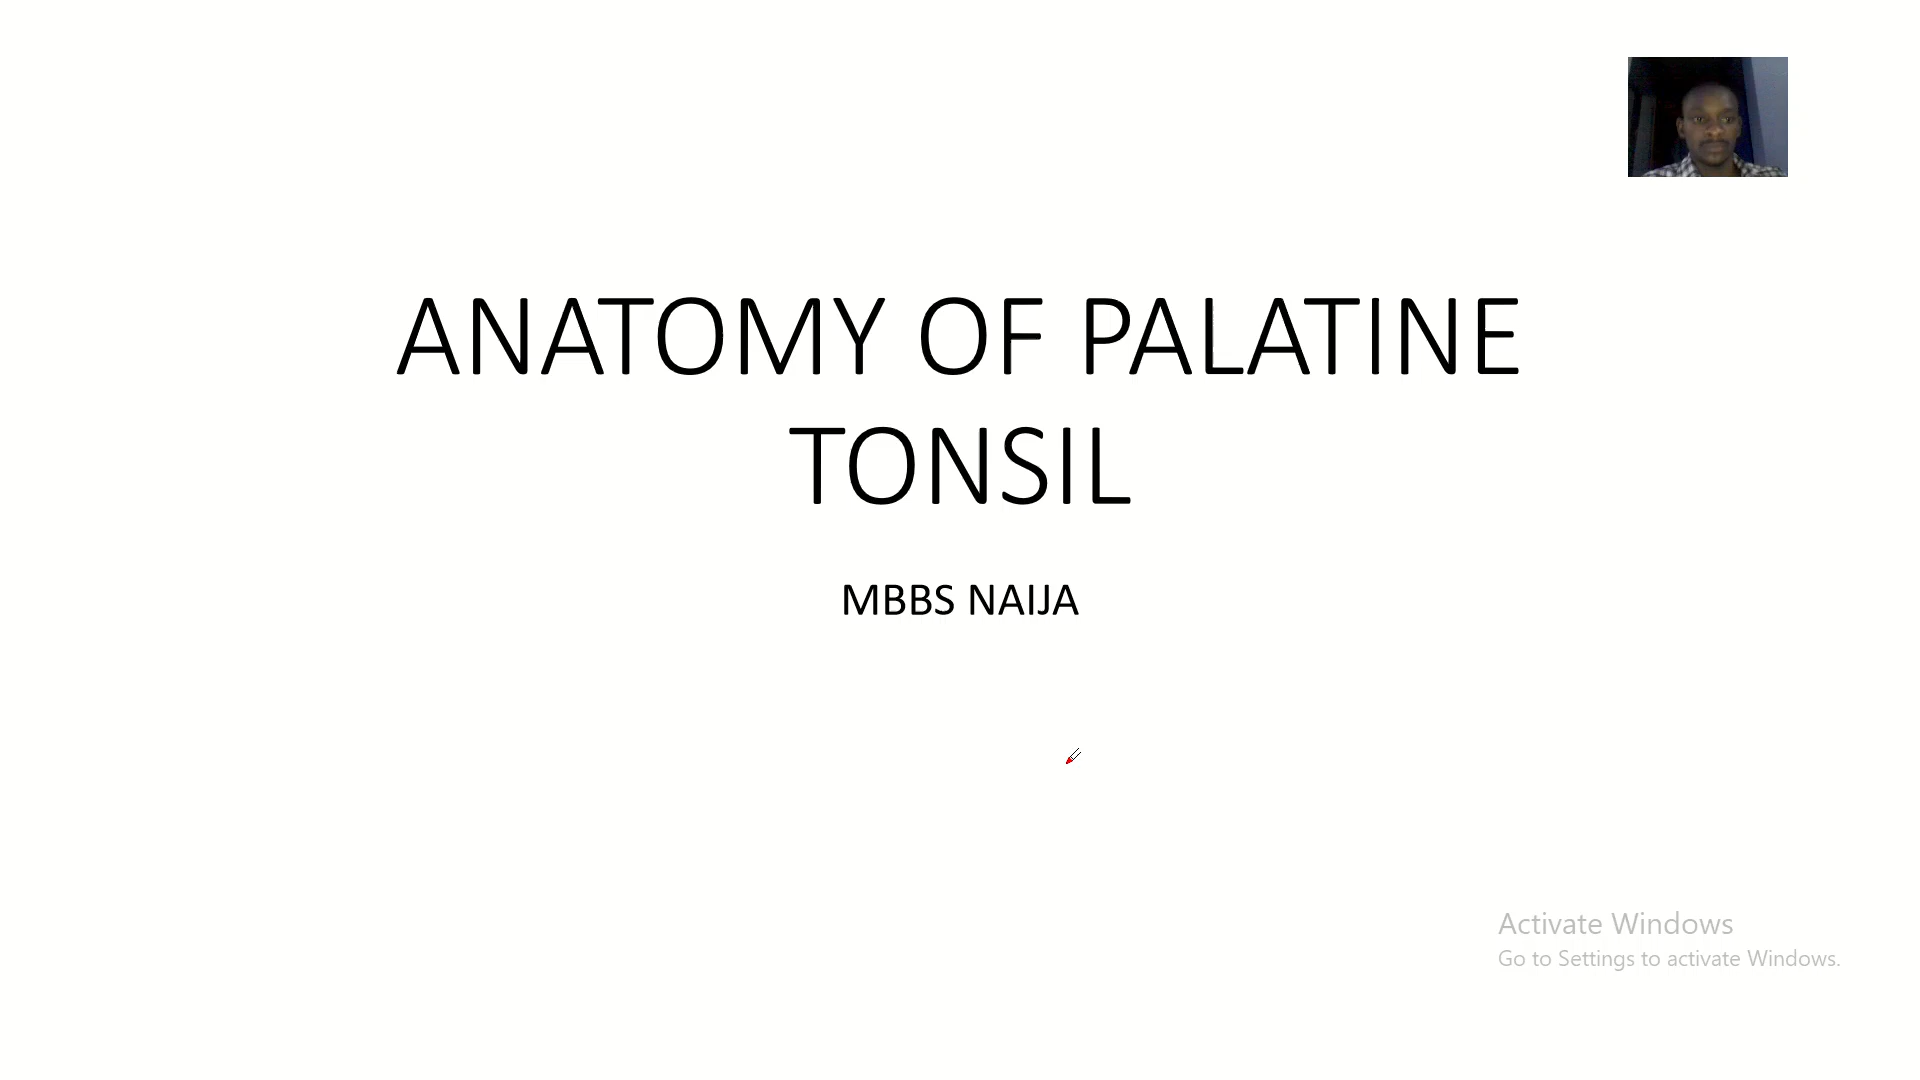 ANATOMY OF PALATINE
TONSIL
MBBS NAIJA
Activate Windows
Go to Settings to activate Windows.